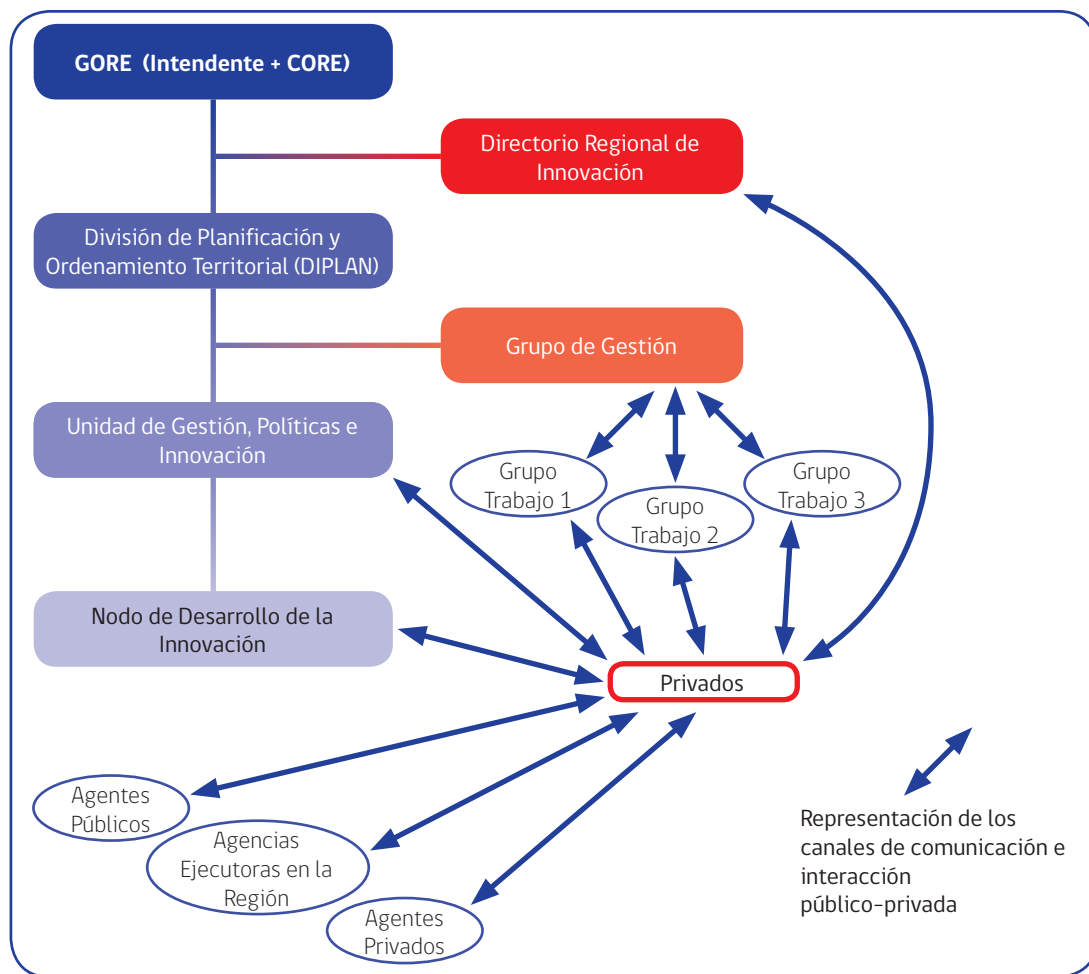 GORE (Intendente + CORE)
Directorio Regional de
Innovación
División de Planificación y
Ordenamiento Territorial (DIPLAN)
Grupo de Gestión
Unidad de Gestión, Políticas e
Innovación
Grupo
Trabajo 1
Grupo
Trabajo 2
Grupo
Trabajo 3
Nodo de Desarrollo de la
Innovación
Privados
Agentes
Públicos
Agencias
Ejecutoras en la
Región
Agentes
Privados
Representación de los
canales de comunicación e
interacción
público-privada